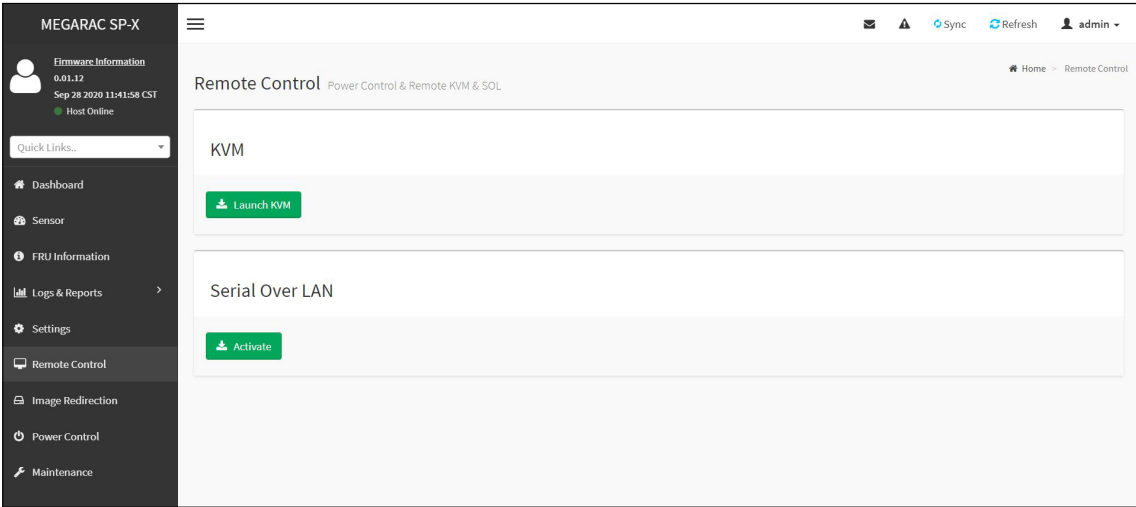 MEGARAC SP-X
Sync
Refresh
admin
Firmware Information
0.01.12
Sep 28 2020 11:41:58 CST
Host Online
Quick Links..
Dashboard
Sensor
FRU Information
Logs & Reports
Settings
Remote Control
Image Redirection
Power Control
Maintenance
Remote Control Power Control & Remote KVM & SOL
Home > Remote Control
KVM
Launch KVM
Serial Over LAN
Activate